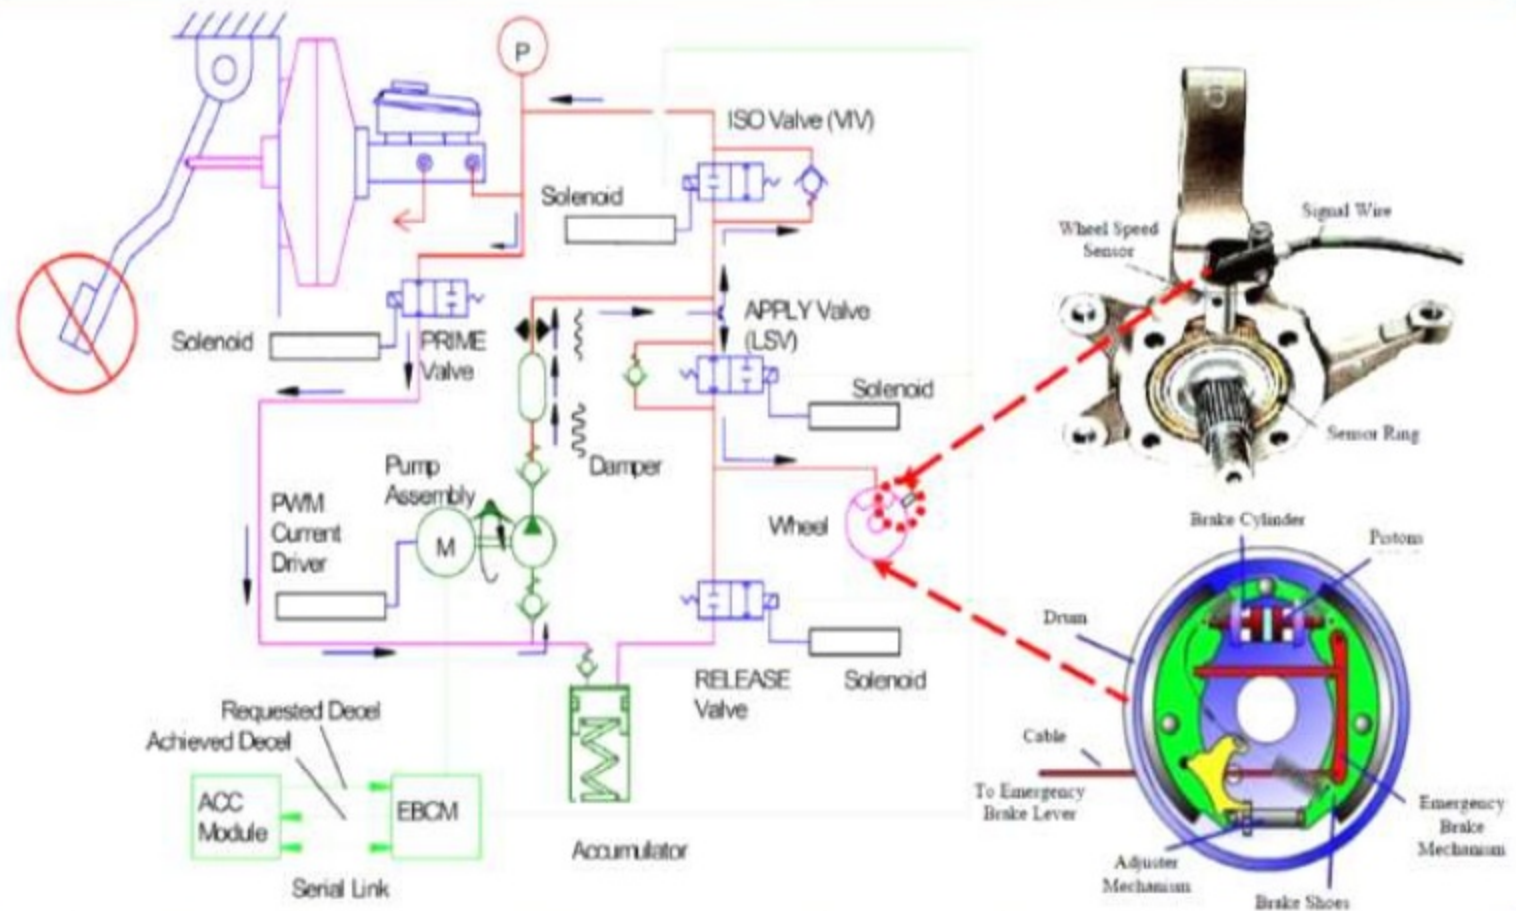 P
ISO Valve (VIV)
Solenoid
Solenoid
PRIME
Valve
APPLY Valve
(LSV)
Solenoid
Pump
Assembly
Damper
PWM
Current
Driver
M
Wheel
RELEASE
Valve
Solenoid
Requested Decel
Achieved Decel
ACC
Module
EBCM
Serial Link
Accumulator
Wheel Speed
Sensor
Signal Wire
Sensor Ring
Brake Cylinder
Pistons
Drum
Cable
To Emergency
Brake Lever
Adjuster
Mechanism
Brake Shoes
Emergency
Brake
Mechanism